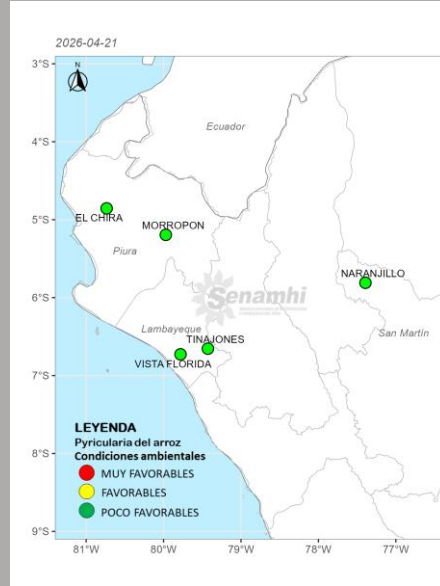 2026-04-21
3°S
N
4°S
Ecuador
5°S
EL CHIRA
MORROPON
Piura
NARANJILLO
6°S
Senamhi
Lambayeque
TINAJONES
San Martín
VISTA FLORIDA
7°S
LEYENDA
Pyricularia del arroz
Condiciones ambientales
MUY FAVORABLES
8°S
FAVORABLES
POCO FAVORABLES
9°S
81°W 80°W 79°W 78°W 77°W